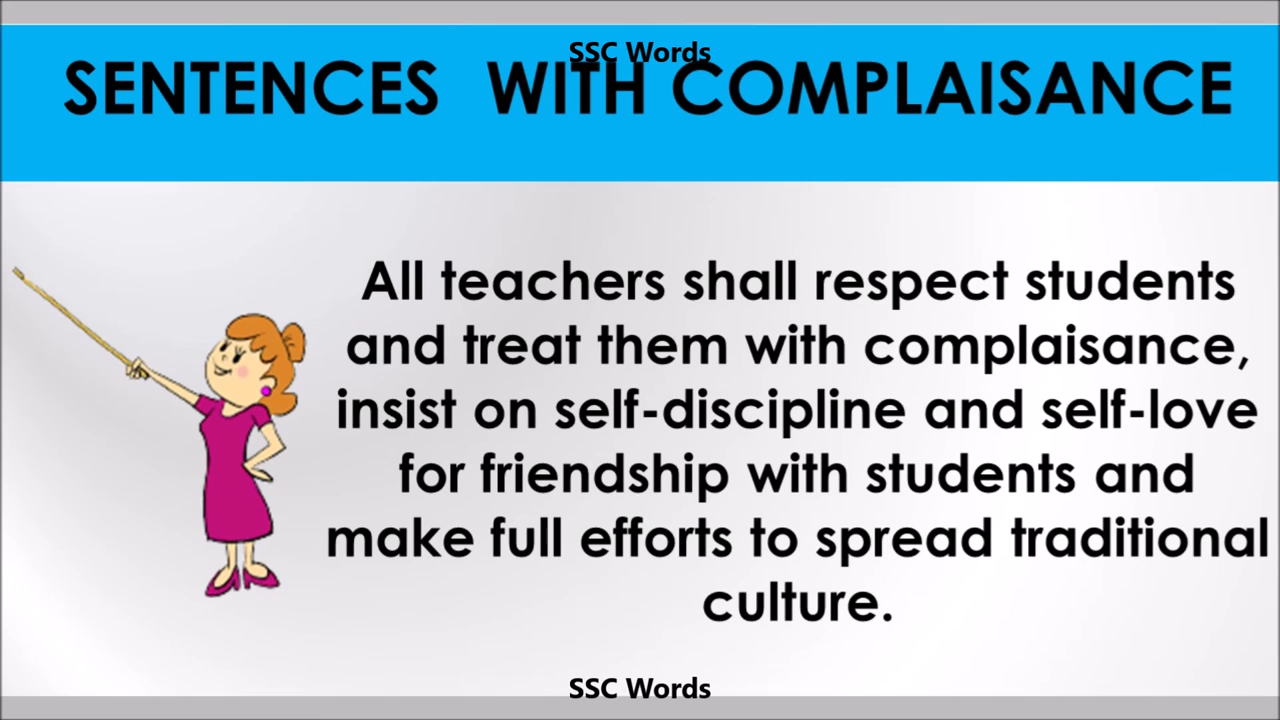 SSC Words
SENTENCES WITH COMPLAISANCE
All teachers shall respect students
and treat them with complaisance,
insist on self-discipline and self-love
for friendship with students and
make full efforts to spread traditional
culture.
SSC Words